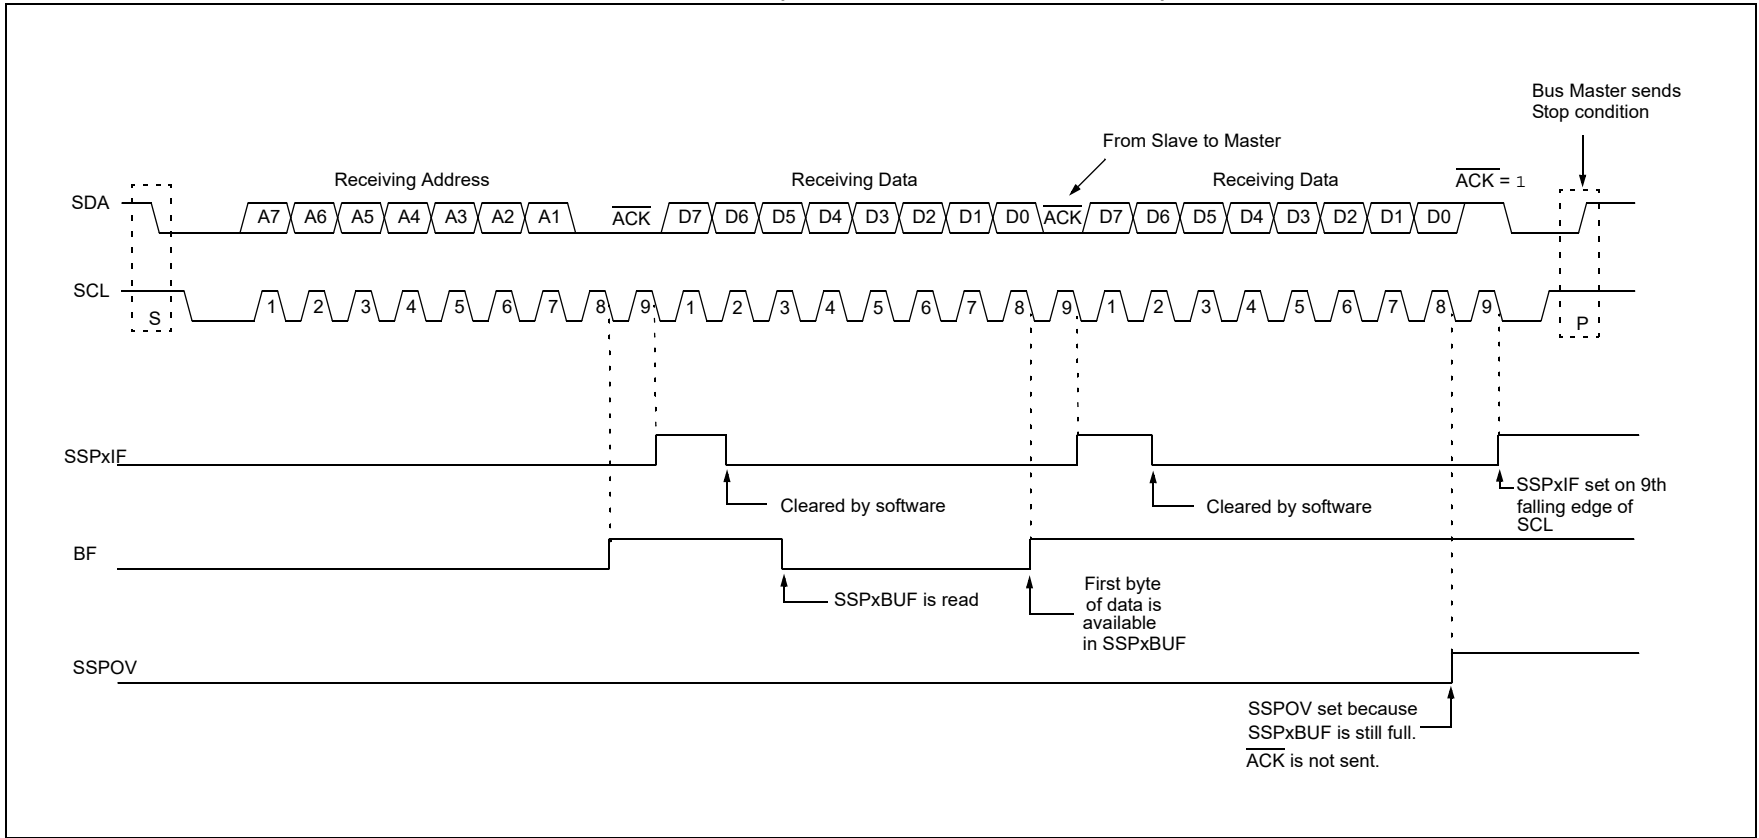 Bus Master sends
Stop condition
From Slave to Master
Receiving Address
Receiving Data
Receiving Data
ACK = 1
SDA
A7 A6 A5 A4 A3 A2 A1 ACK D7 D6 D5 D4 D3 D2 D1 D0 ACK D7 D6 D5 D4 D3 D2 D1 D0
SCL
S
1 2 3 4 5 6 7 8 9 1 2 3 4 5 6 7 8 9 1 2 3 4 5 6 7 8 9
P
SSPxIF
Cleared by software
Cleared by software
SSPxIF set on 9th
falling edge of
SCL
BF
SSPxBUF is read
First byte
of data is
available
in SSPxBUF
SSPOV
SSPOV set because
SSPxBUF is still full.
ACK is not sent.